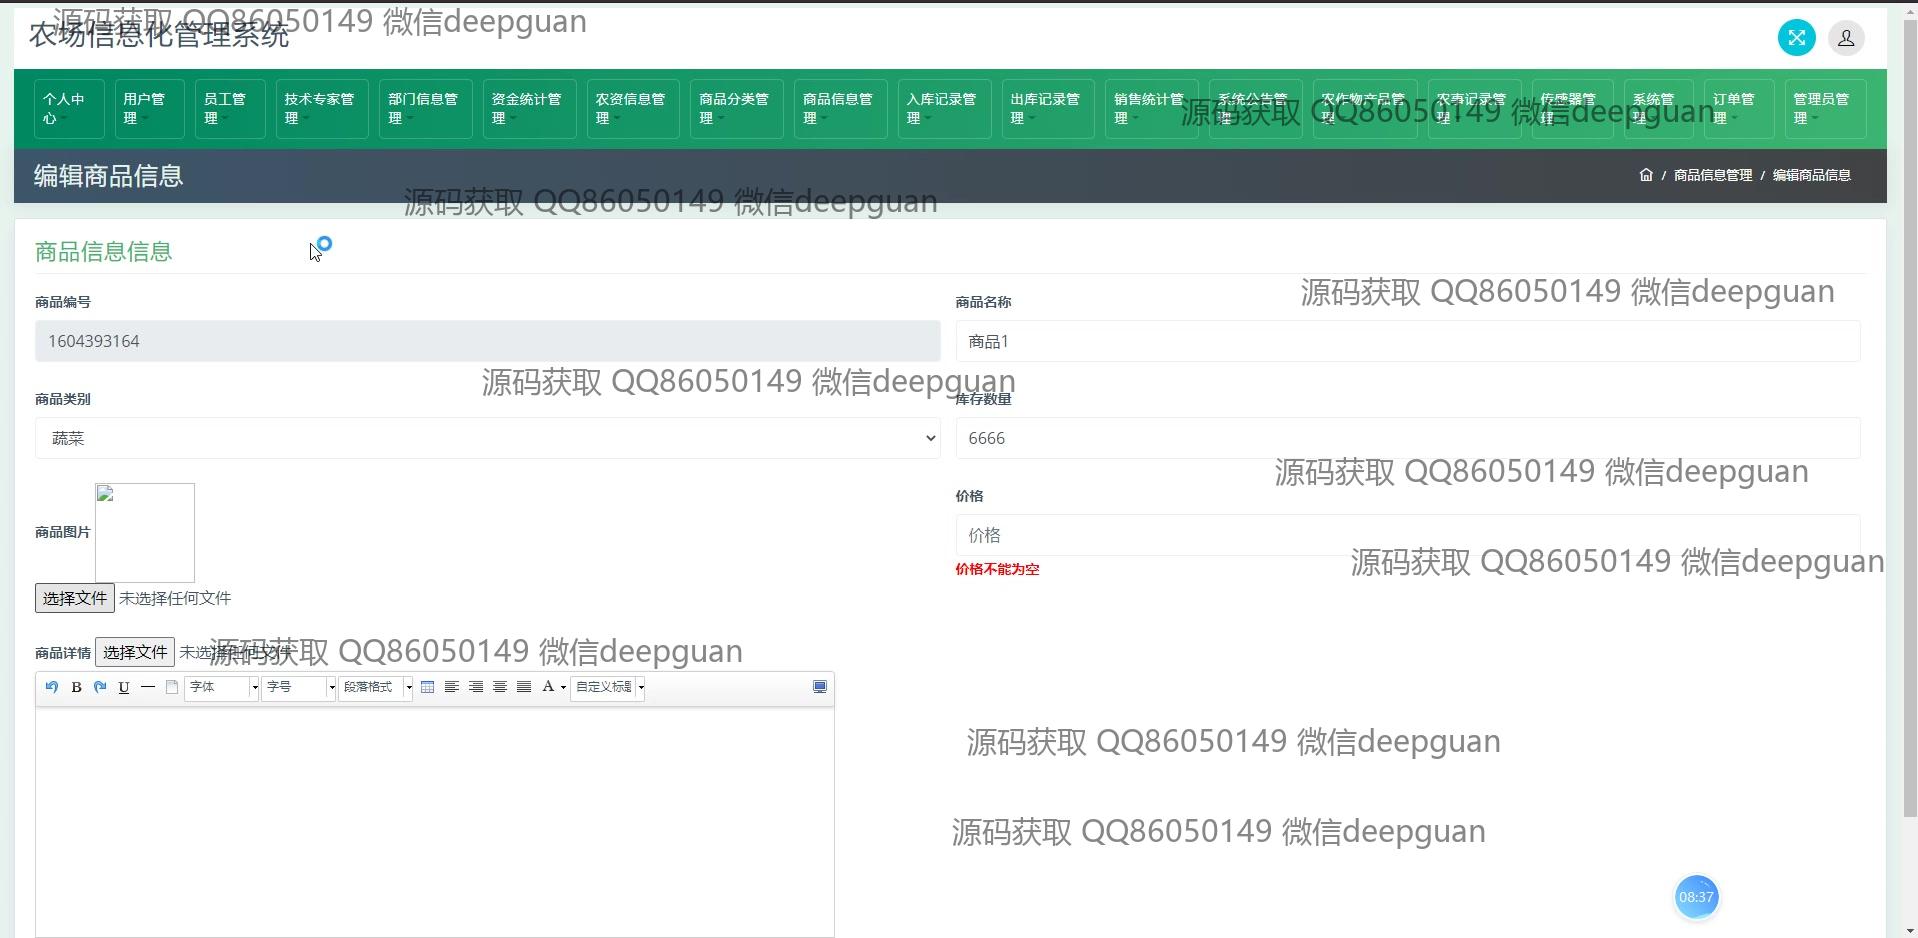 源码获取 QQ86050149 微信deepguan
农场信息化管理系统
个人中心
用户管理
员工管理
技术专家管理
部门信息管理
资金统计管理
农资信息管理
商品分类管理
商品信息管理
入库记录管理
出库记录管理
销售统计管理
系统公告管理
农作物产品管理
农事记录管理
传感器管理
系统管理
订单管理
管理员管理
源码获取 QQ86050149 微信deepguan
编辑商品信息
/ 商品信息管理 / 编辑商品信息
源码获取 QQ86050149 微信deepguan
商品信息信息
源码获取 QQ86050149 微信deepguan
商品编号
商品名称
1604393164
商品1
源码获取 QQ86050149 微信deepguan
商品类别
库存数量
蔬菜
6666
源码获取 QQ86050149 微信deepguan
价格
商品图片
价格
源码获取 QQ86050149 微信deepguan
价格不能为空
选择文件 未选择任何文件
商品详情 选择文件 未选择任何文件
源码获取 QQ86050149 微信deepguan
B U 字体 字号 段落格式 A 自定义标题
源码获取 QQ86050149 微信deepguan
源码获取 QQ86050149 微信deepguan
08:37